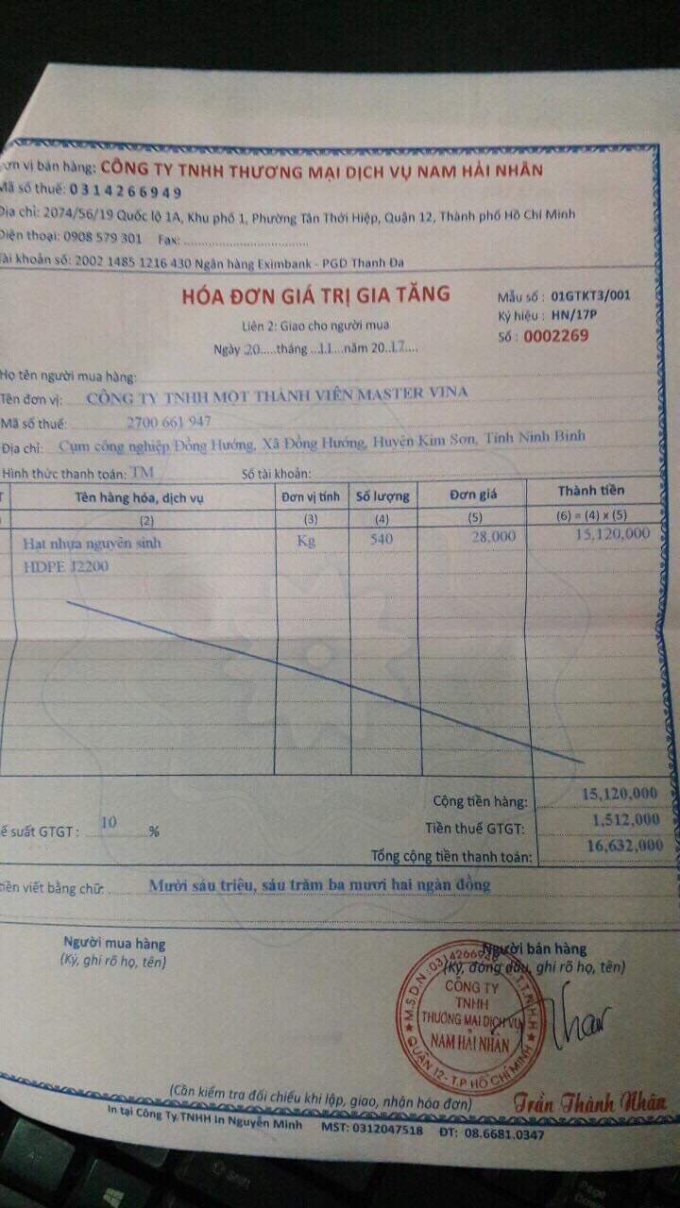 ơn vị bán hàng: CÔNG TY TNHH THƯƠNG MẠI DỊCH VỤ NAM HẢI NHÂN
Mã số thuế: 0314266949
Địa chỉ: 2074/56/19 Quốc lộ 1A, Khu phố 1, Phường Tân Thới Hiệp, Quận 12, Thành phố Hồ Chí Minh
Điện thoại: 0908 579 301 Fax:
Tài khoản số: 2002 1485 1216 430 Ngân hàng Eximbank - PGD Thanh Đa
HÓA ĐƠN GIÁ TRỊ GIA TĂNG
Mẫu số : 01GTKT3/001
Liên 2: Giao cho người mua
Ký hiệu : HN/17P
Ngày 20.....tháng ...11....năm 20..17....
Số : 0002269
Họ tên người mua hàng:
Tên đơn vị: CÔNG TY TNHH MỘT THÀNH VIÊN MASTER VINA
Mã số thuế: 2700 661 947
Địa chỉ: Cụm công nghiệp Đồng Hướng, Xã Đồng Hướng, Huyện Kim Sơn, Tỉnh Ninh Bình
Hình thức thanh toán: TM Số tài khoản:
T Tên hàng hóa, dịch vụ Đơn vị tính Số lượng Đơn giá Thành tiền
(2) (3) (4) (5) (6) = (4) x (5)
Hạt nhựa nguyên sinh Kg 540 28,000 15,120,000
HDPE J2200
Cộng tiền hàng: 15,120,000
ế suất GTGT : 10 % Tiền thuế GTGT: 1,512,000
Tổng cộng tiền thanh toán: 16,632,000
tiền viết bằng chữ: Mười sáu triệu, sáu trăm ba mươi hai ngàn đồng
Người mua hàng Người bán hàng
(Ký, ghi rõ họ, tên) (Ký, đóng dấu, ghi rõ họ, tên)
CÔNG TY
TNHH
THƯƠNG MẠI DỊCH VỤ
NAM HẢI NHÂN
QUẬN 12 - T.P HỒ CHÍ MINH
(Cần kiểm tra đối chiếu khi lập, giao, nhận hóa đơn)
Trần Thành Nhân
In tại Công Ty TNHH In Nguyễn Minh MST: 0312047518 ĐT: 08.6681.0347